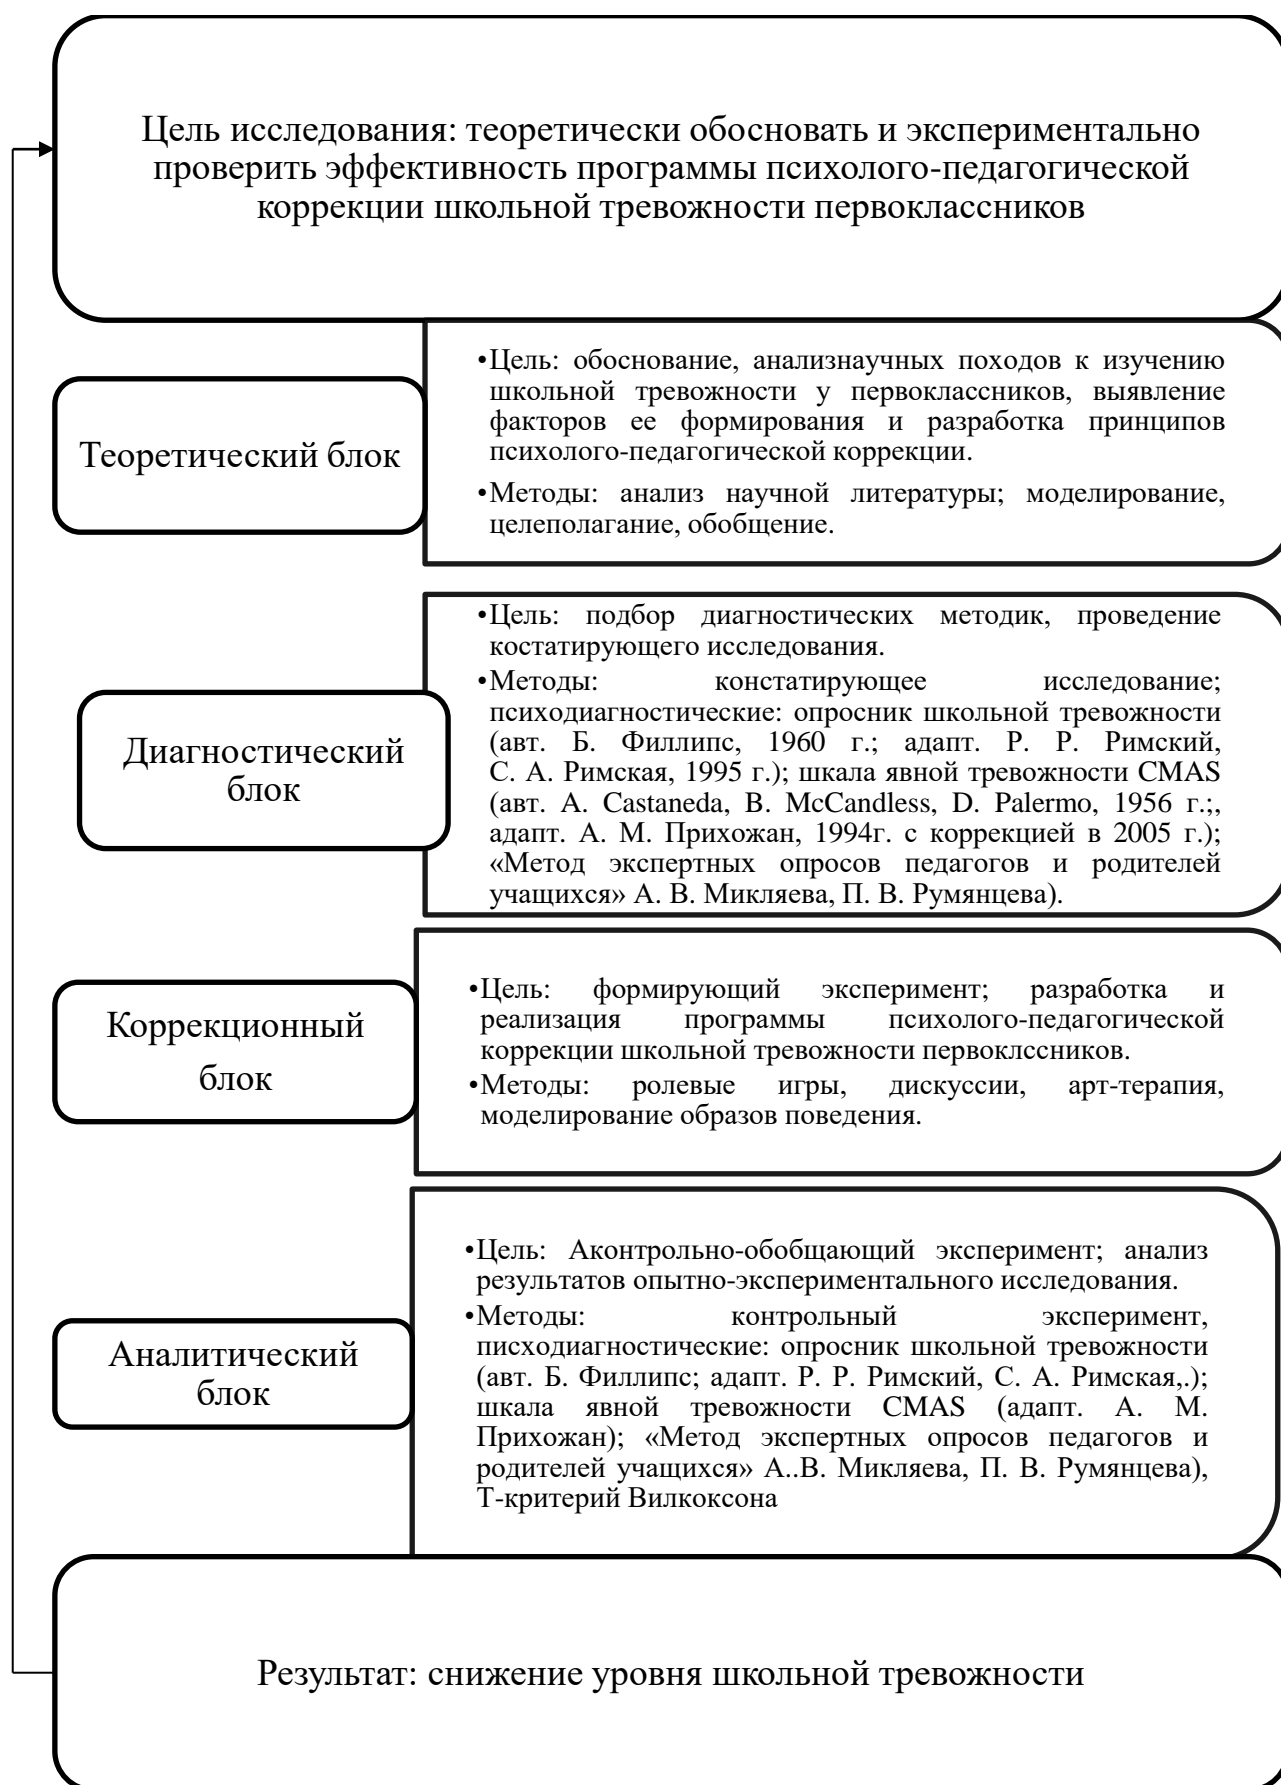 Цель исследования: теоретически обосновать и экспериментально
проверить эффективность программы психолого-педагогической
коррекции школьной тревожности первоклассников
Теоретический блок
•Цель: обоснование, анализнаучных походов к изучению
школьной тревожности у первоклассников, выявление
факторов ее формирования и разработка принципов
психолого-педагогической коррекции.
•Методы: анализ научной литературы; моделирование,
целеполагание, обобщение.
Диагностический
блок
•Цель: подбор диагностических методик, проведение
костатирующего исследования.
•Методы: констатирующее исследование;
психодиагностические: опросник школьной тревожности
(авт. Б. Филлипс, 1960 г.; адапт. Р. Р. Римский,
С. А. Римская, 1995 г.); шкала явной тревожности CMAS
(авт. A. Castaneda, B. McCandless, D. Palermo, 1956 г.;,
адапт. А. М. Прихожан, 1994г. с коррекцией в 2005 г.);
«Метод экспертных опросов педагогов и родителей
учащихся» А. В. Микляева, П. В. Румянцева).
Коррекционный
блок
•Цель: формирующий эксперимент; разработка и
реализация программы психолого-педагогической
коррекции школьной тревожности первоклссников.
•Методы: ролевые игры, дискуссии, арт-терапия,
моделирование образов поведения.
Аналитический
блок
•Цель: Аконтрольно-обобщающий эксперимент; анализ
результатов опытно-экспериментального исследования.
•Методы: контрольный эксперимент,
писходиагностические: опросник школьной тревожности
(авт. Б. Филлипс; адапт. Р. Р. Римский, С. А. Римская,.);
шкала явной тревожности CMAS (адапт. А. М.
Прихожан); «Метод экспертных опросов педагогов и
родителей учащихся» А..В. Микляева, П. В. Румянцева),
Т-критерий Вилкоксона
Результат: снижение уровня школьной тревожности